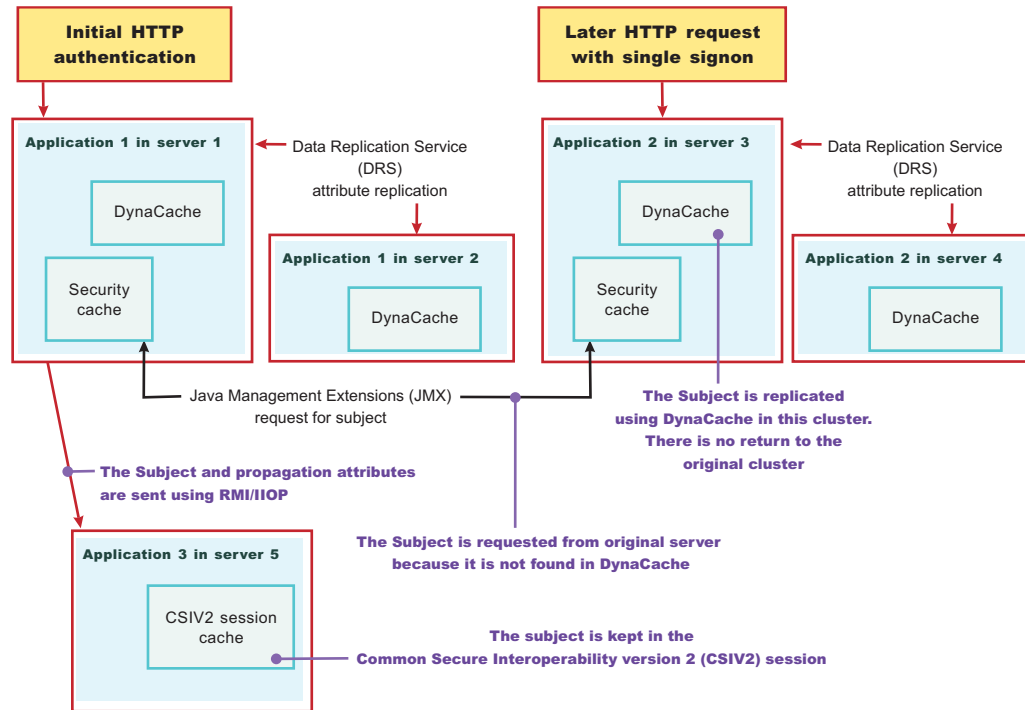 Initial HTTP
authentication
Later HTTP request
with single signon
Application 1 in server 1
DynaCache
Security
cache
Data Replication Service
(DRS)
attribute replication
Application 1 in server 2
DynaCache
Application 2 in server 3
DynaCache
Security
cache
Data Replication Service
(DRS)
attribute replication
Application 2 in server 4
DynaCache
Java Management Extensions (JMX)
request for subject
The Subject is replicated
using DynaCache in this cluster.
There is no return to the
original cluster
The Subject and propagation attributes
are sent using RMI/IIOP
The Subject is requested from original server
because it is not found in DynaCache
Application 3 in server 5
CSIV2 session
cache
The subject is kept in the
Common Secure Interoperability version 2 (CSIV2) session